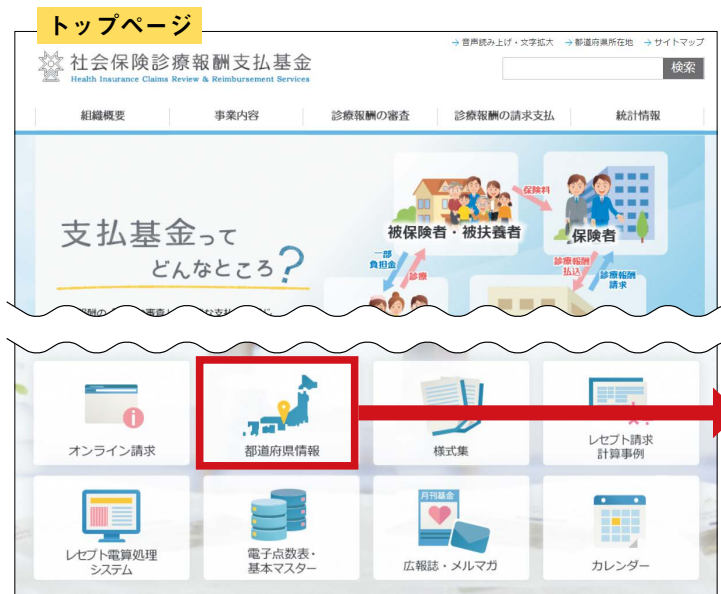 トップページ
→ 音声読み上げ・文字拡大 → 都道府県所在地 → サイトマップ
社会保険診療報酬支払基金
Health Insurance Claims Review & Reimbursement Services
検索
組織概要 事業内容 診療報酬の審査 診療報酬の請求支払 統計情報
支払基金って
どんなところ?
保険料
被保険者・被扶養者
保険者
一部
負担金
診療
診療報酬
払込
診療報酬
請求
オンライン請求
都道府県情報
様式集
レセプト請求
計算事例
レセプト電算処理
システム
電子点数表・
基本マスター
月刊基金
広報誌・メルマガ
カレンダー